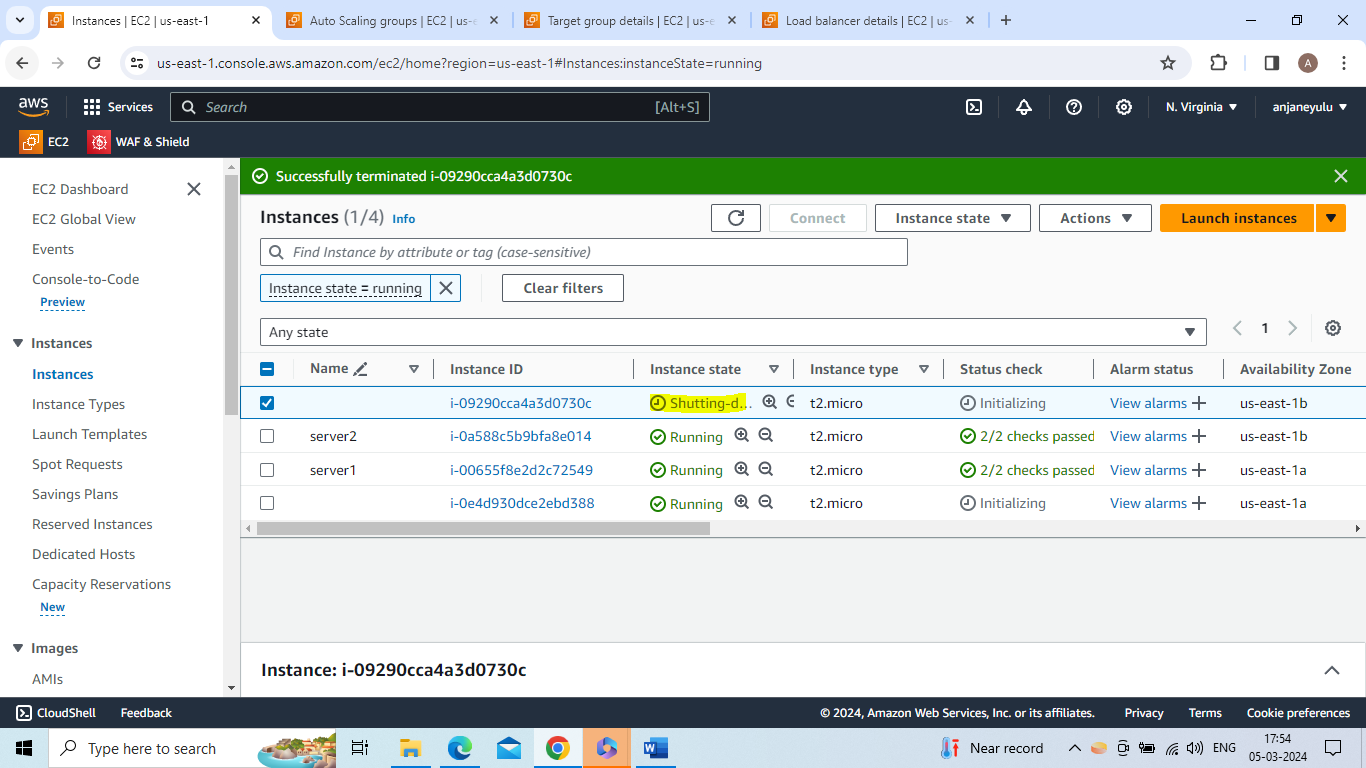 Instances | EC2 | us-east-1
Auto Scaling groups | EC2 | us-e
Target group details | EC2 | us-e
Load balancer details | EC2 | us-
us-east-1.console.aws.amazon.com/ec2/home?region=us-east-1#Instances:instanceState=running
A
aws
Services
Search
[Alt+S]
N. Virginia
anjaneyulu
EC2
WAF & Shield
EC2 Dashboard
EC2 Global View
Events
Console-to-Code
Preview
Instances
Instances
Instance Types
Launch Templates
Spot Requests
Savings Plans
Reserved Instances
Dedicated Hosts
Capacity Reservations
New
Images
AMIs
Successfully terminated i-09290cca4a3d0730c
Instances (1/4) Info
Connect
Instance state
Actions
Launch instances
Find Instance by attribute or tag (case-sensitive)
Instance state = running
Clear filters
Any state
1
Name Instance ID Instance state Instance type Status check Alarm status Availability Zone
i-09290cca4a3d0730c Shutting-d... t2.micro Initializing View alarms + us-east-1b
server2 i-0a588c5b9bfa8e014 Running t2.micro 2/2 checks passed View alarms + us-east-1b
server1 i-00655f8e2d2c72549 Running t2.micro 2/2 checks passed View alarms + us-east-1a
i-0e4d930dce2ebd388 Running t2.micro Initializing View alarms + us-east-1a
Instance: i-09290cca4a3d0730c
CloudShell
Feedback
© 2024, Amazon Web Services, Inc. or its affiliates.
Privacy
Terms
Cookie preferences
Type here to search
Near record
ENG
17:54
05-03-2024